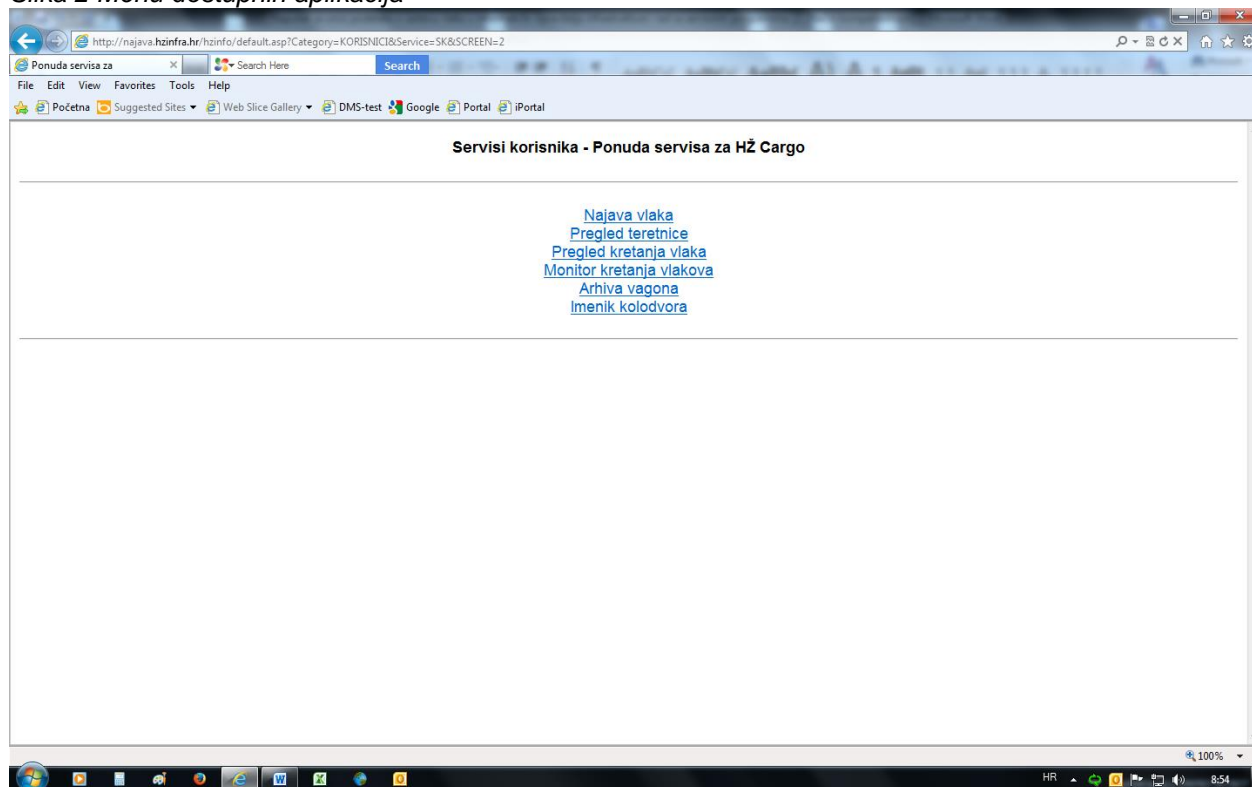 Slika 2 Menu dostupnih aplikacija
http://najava.hzinfra.hr/hzinfo/default.asp?Category=KORISNICI&Service=SK&SCREEN=2
Ponuda servisa za
Search Here
Search
File Edit View Favorites Tools Help
Početna Suggested Sites Web Slice Gallery DMS-test Google Portal iPortal
Servisi korisnika - Ponuda servisa za HŽ Cargo
Najava vlaka
Pregled teretnice
Pregled kretanja vlaka
Monitor kretanja vlakova
Arhiva vagona
Imenik kolodvora
100%
HR 8:54